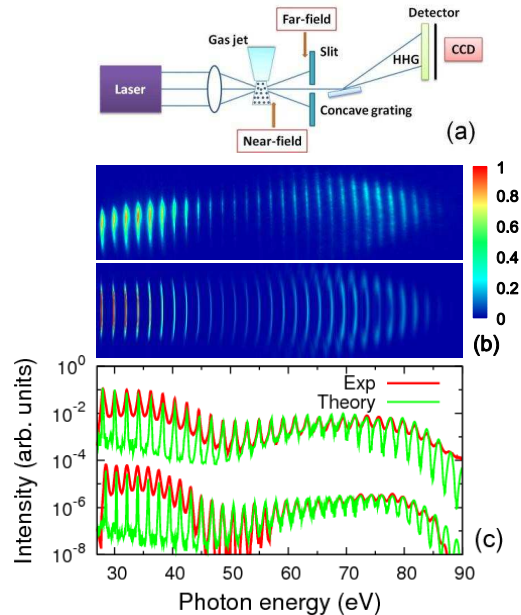 Far-field
Detector
Gas jet
Slit
HHG
CCD
Laser
Concave grating
Near-field
(a)
1
0.8
0.6
0.4
0.2
0
(b)
Intensity (arb. units)
10^0
10^-2
10^-4
10^-6
10^-8
Exp
Theory
(c)
30 40 50 60 70 80 90
Photon energy (eV)